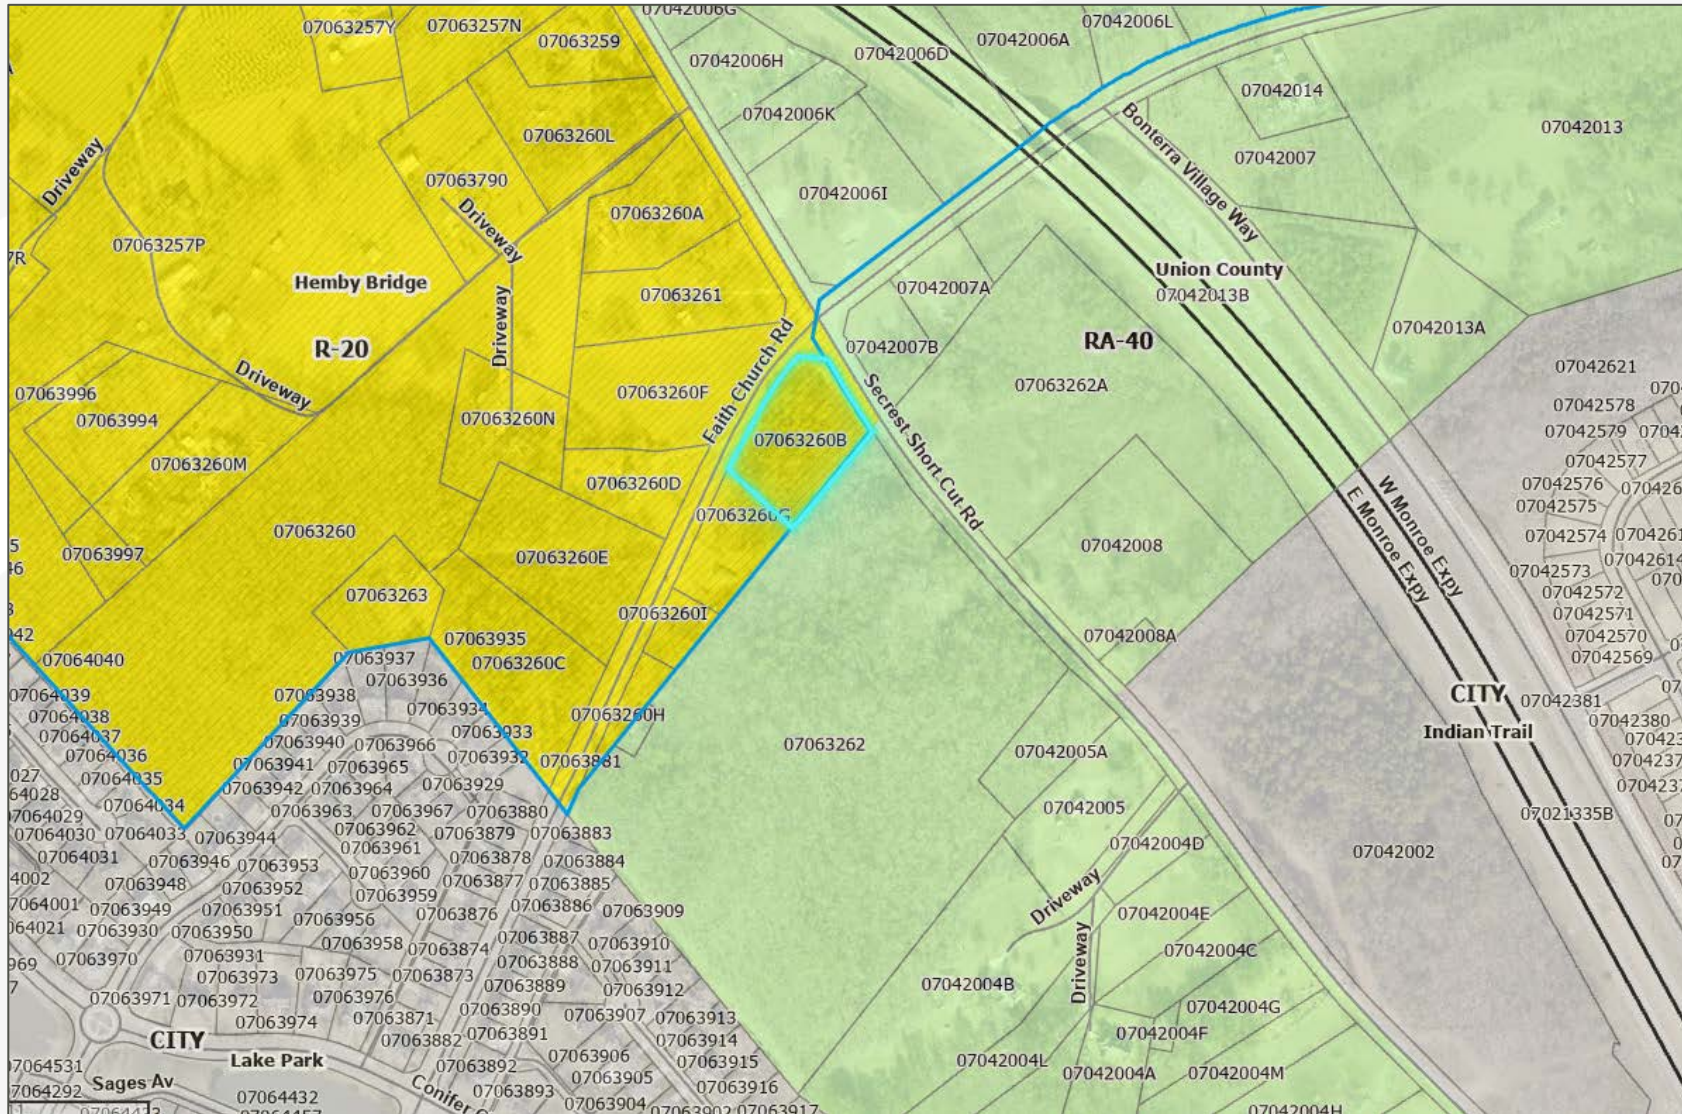 07042006G
07042006L
07063257Y
07063257N
07063259
07042006A
07042006D
07042006H
07042014
07042006K
Bonterra Village Way
07042013
07063260L
07042007
07063790
Driveway
07042006I
07063260A
Driveway
07063257P
7R
Hemby Bridge
Union County
07042013B
07063261
07042007A
Driveway
Faith Church Rd
07042013A
R-20
RA-40
07042007B
07042621
Driveway
07063996
07063260F
07063262A
Secrest Short Cut Rd
07042578
07063994
07063260N
07063260B
07042579
07063260M
07042577
07042576
07063260D
W Monroe Expy
E Monroe Expy
07042575
07063260G
07063260
07042574
07042008
07063997
07063260E
07042573
07042572
07063263
07063260I
07042571
07042008A
07042570
07063935
07042569
07064040
07063937
07063260C
07063936
07064039
07063938
CITY
07042381
07064038
07063939
07063934
07063260H
07042380
07064037
07063940
07063966
07063933
Indian Trail
07064036
07063941
07063965
07063932
07063881
07063262
07042005A
07064035
07063942
07063964
07063929
07064034
07063963
07063967
07063880
07042005
07021335B
07064033
07063944
07063962
07063879
07063883
07063961
07042004D
07042002
07064031
07063946
07063953
07063878
07063884
07063960
07063948
07063952
07063959
07063877
07063885
Driveway
07063949
07063951
07063956
07063876
07063886
07063909
07042004E
07063930
07063950
07063958
07063874
07063887
07063910
07042004C
07063970
07063931
07063888
07063911
Driveway
07063973
07063975
07063873
07063889
07063912
07042004B
07063971
07063972
07063976
07063890
07063907
07063913
07042004G
07063974
07063871
07063891
07063914
07042004F
CITY
07063882
Lake Park
07063906
07063915
07042004L
07063892
07063905
07063916
07042004A
07042004M
07064531
Sages Av
07063893
07064292
07064432
Conifer
07063904
07063902
07063917
07042004H